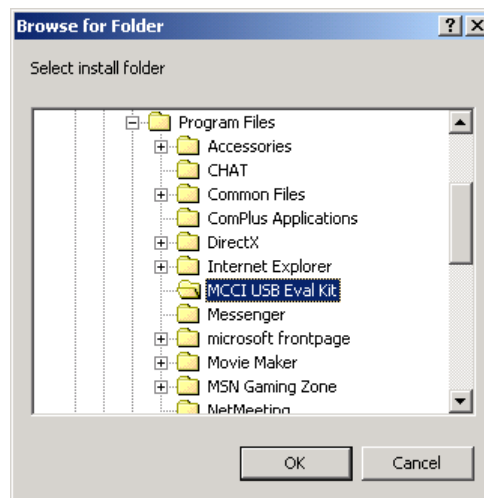 Browse for Folder
Select install folder
Program Files
Accessories
CHAT
Common Files
ComPlus Applications
DirectX
Internet Explorer
MCCI USB Eval Kit
Messenger
microsoft frontpage
Movie Maker
MSN Gaming Zone
NetMeeting
OK Cancel